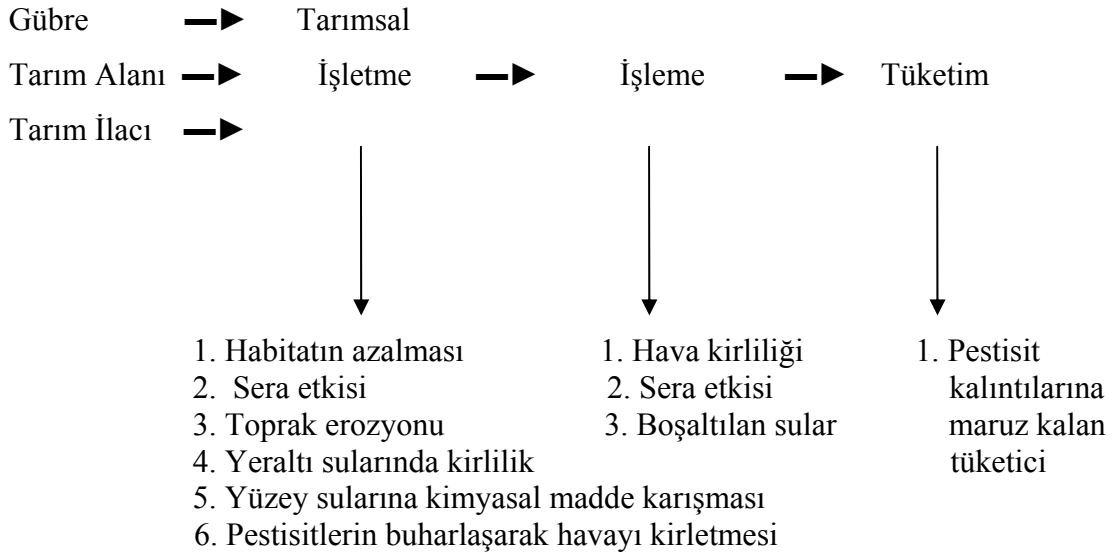 Gübre Tarımsal
Tarım Alanı İşletme İşleme Tüketim
Tarım İlacı
1. Habitatın azalması
2. Sera etkisi
3. Toprak erozyonu
4. Yeraltı sularında kirlilik
5. Yüzey sularına kimyasal madde karışması
6. Pestisitlerin buharlaşarak havayı kirletmesi
1. Hava kirliliği
2. Sera etkisi
3. Boşaltılan sular
1. Pestisit
kalıntılarına
maruz kalan
tüketici